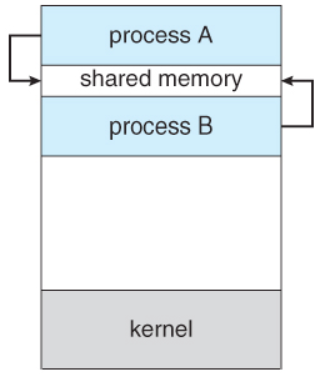 process A
shared memory
process B
kernel